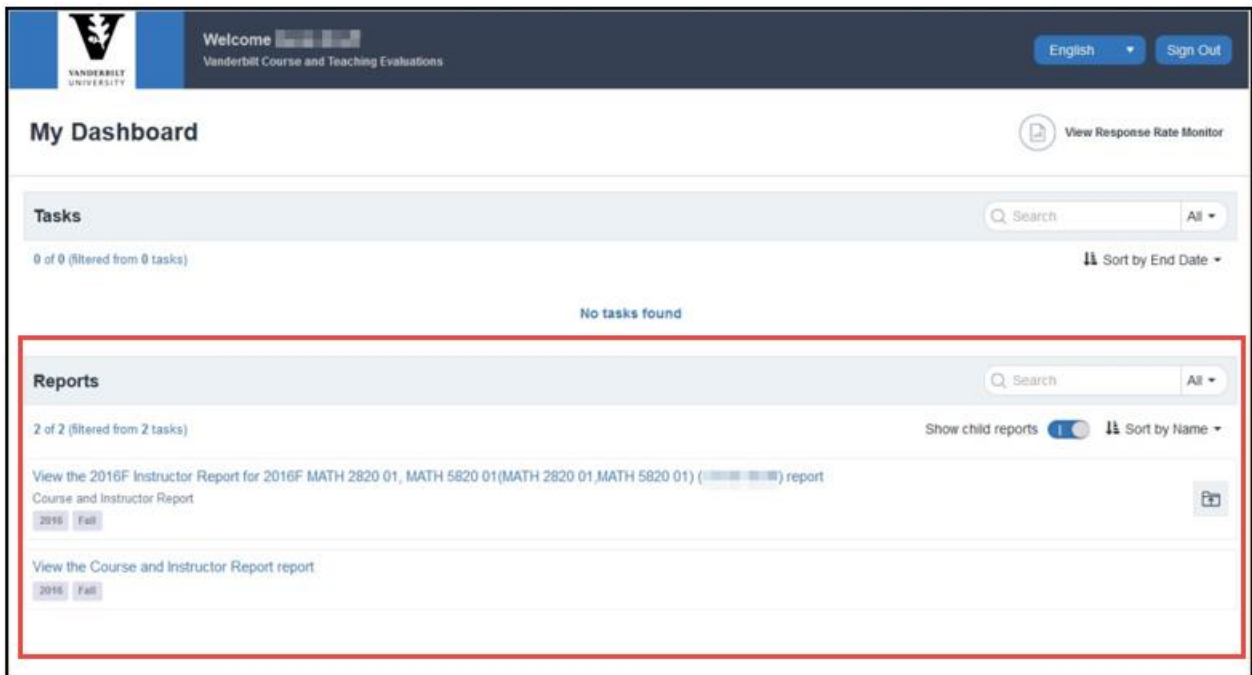 VANDERBILT
UNIVERSITY
Welcome
Vanderbilt Course and Teaching Evaluations
English
Sign Out
My Dashboard
View Response Rate Monitor
Tasks
Search
All
0 of 0 (filtered from 0 tasks)
Sort by End Date
No tasks found
Reports
Search
All
2 of 2 (filtered from 2 tasks)
Show child reports
Sort by Name
View the 2016F Instructor Report for 2016F MATH 2820 01, MATH 5820 01(MATH 2820 01,MATH 5820 01) ( ) report
Course and Instructor Report
2016 Fall
View the Course and Instructor Report report
2016 Fall